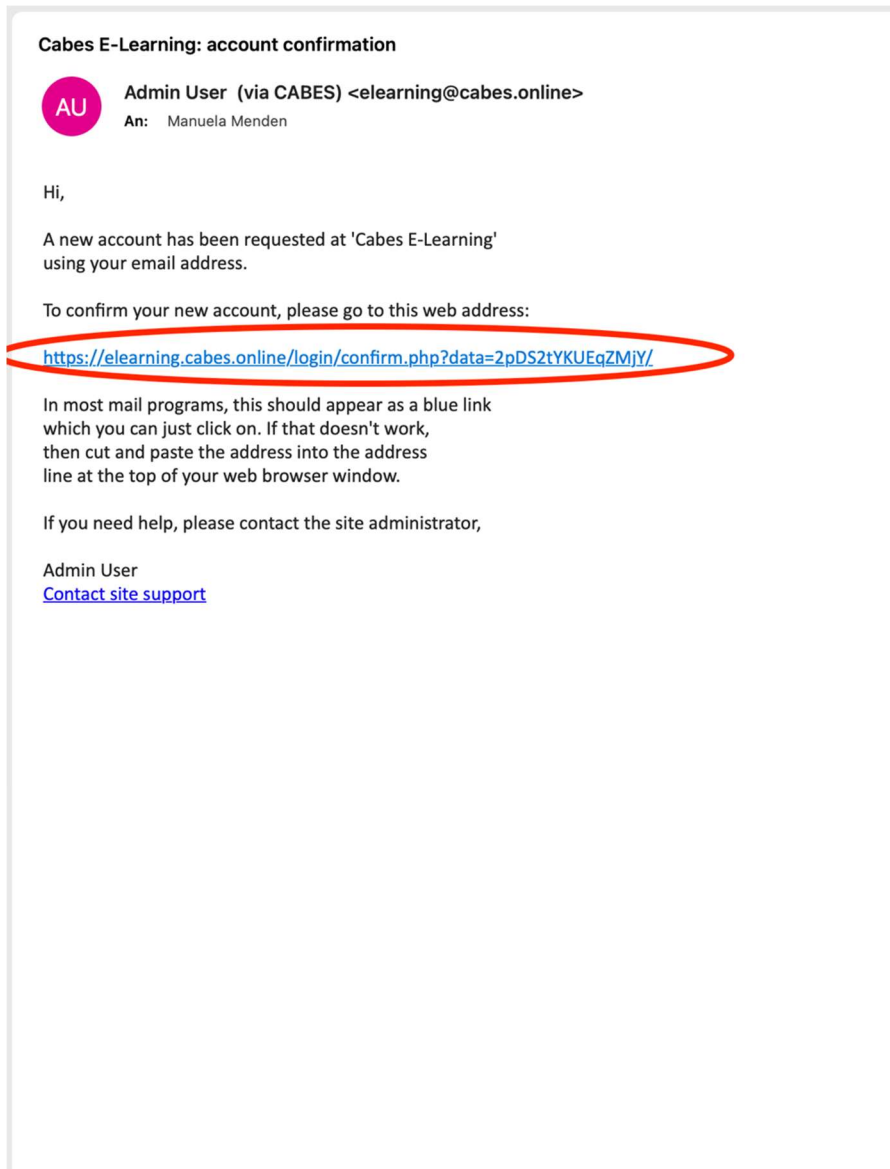 Cabes E-Learning: account confirmation
AU
Admin User (via CABES) <elearning@cabes.online>
An: Manuela Menden
Hi,
A new account has been requested at 'Cabes E-Learning'
using your email address.
To confirm your new account, please go to this web address:
https://elearning.cabes.online/login/confirm.php?data=2pDS2tYKUEqZMjY/
In most mail programs, this should appear as a blue link
which you can just click on. If that doesn't work,
then cut and paste the address into the address
line at the top of your web browser window.
If you need help, please contact the site administrator,
Admin User
Contact site support